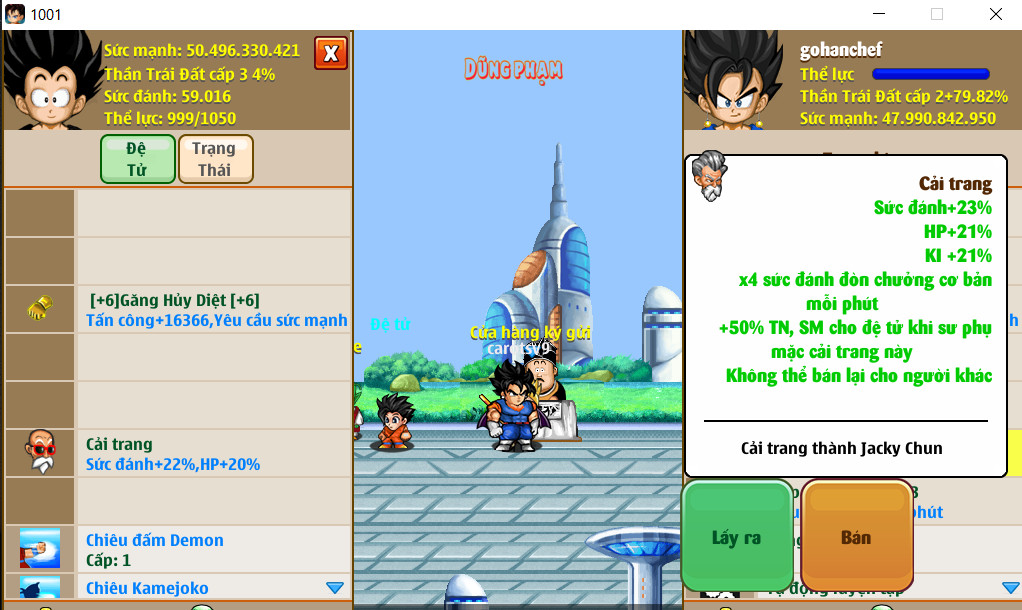 1001
Sức mạnh: 50.496.330.421
Thần Trái Đất cấp 3 4%
Sức đánh: 59.016
Thể lực: 999/1050
X
Đệ
Tử
Trạng
Thái
[+6]Găng Hủy Diệt [+6]
Tấn công+16366,Yêu cầu sức mạnh
Cải trang
Sức đánh+22%,HP+20%
Chiêu đấm Demon
Cấp: 1
Chiêu Kamejoko
DŨNG PHẠM
Đệ tử
Cửa hàng ký gửi
carotsv9
gohanchef
Thể lực
Thần Trái Đất cấp 2+79.82%
Sức mạnh: 47.990.842.950
Cải trang
Sức đánh+23%
HP+21%
KI +21%
x4 sức đánh đòn chưởng cơ bản
mỗi phút
+50% TN, SM cho đệ tử khi sư phụ
mặc cải trang này
Không thể bán lại cho người khác
Cải trang thành Jacky Chun
phút
Lấy ra
Bán
Tự động luyện tập